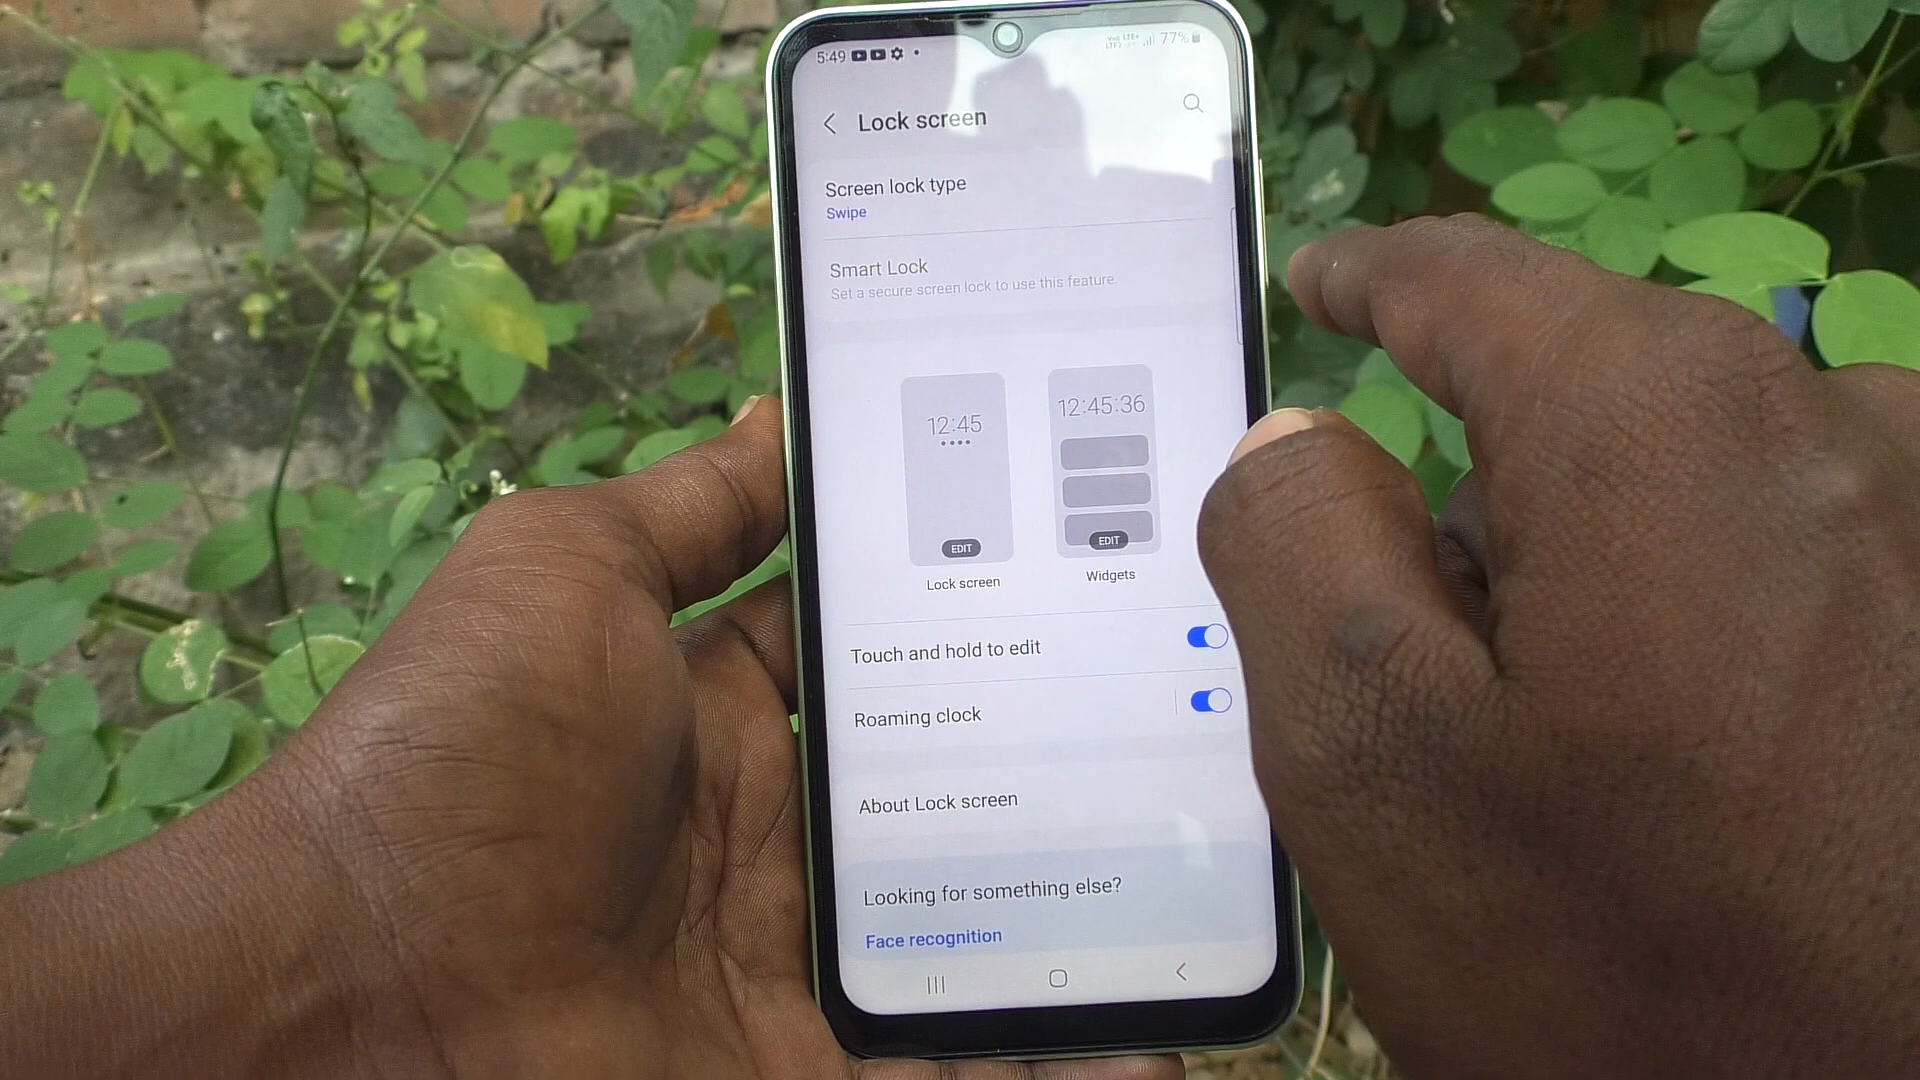 5:49
77%
Lock screen
Screen lock type
Swipe
Smart Lock
Set a secure screen lock to use this feature.
12:45
EDIT
Lock screen
12:45:36
EDIT
Widgets
Touch and hold to edit
Roaming clock
About Lock screen
Looking for something else?
Face recognition